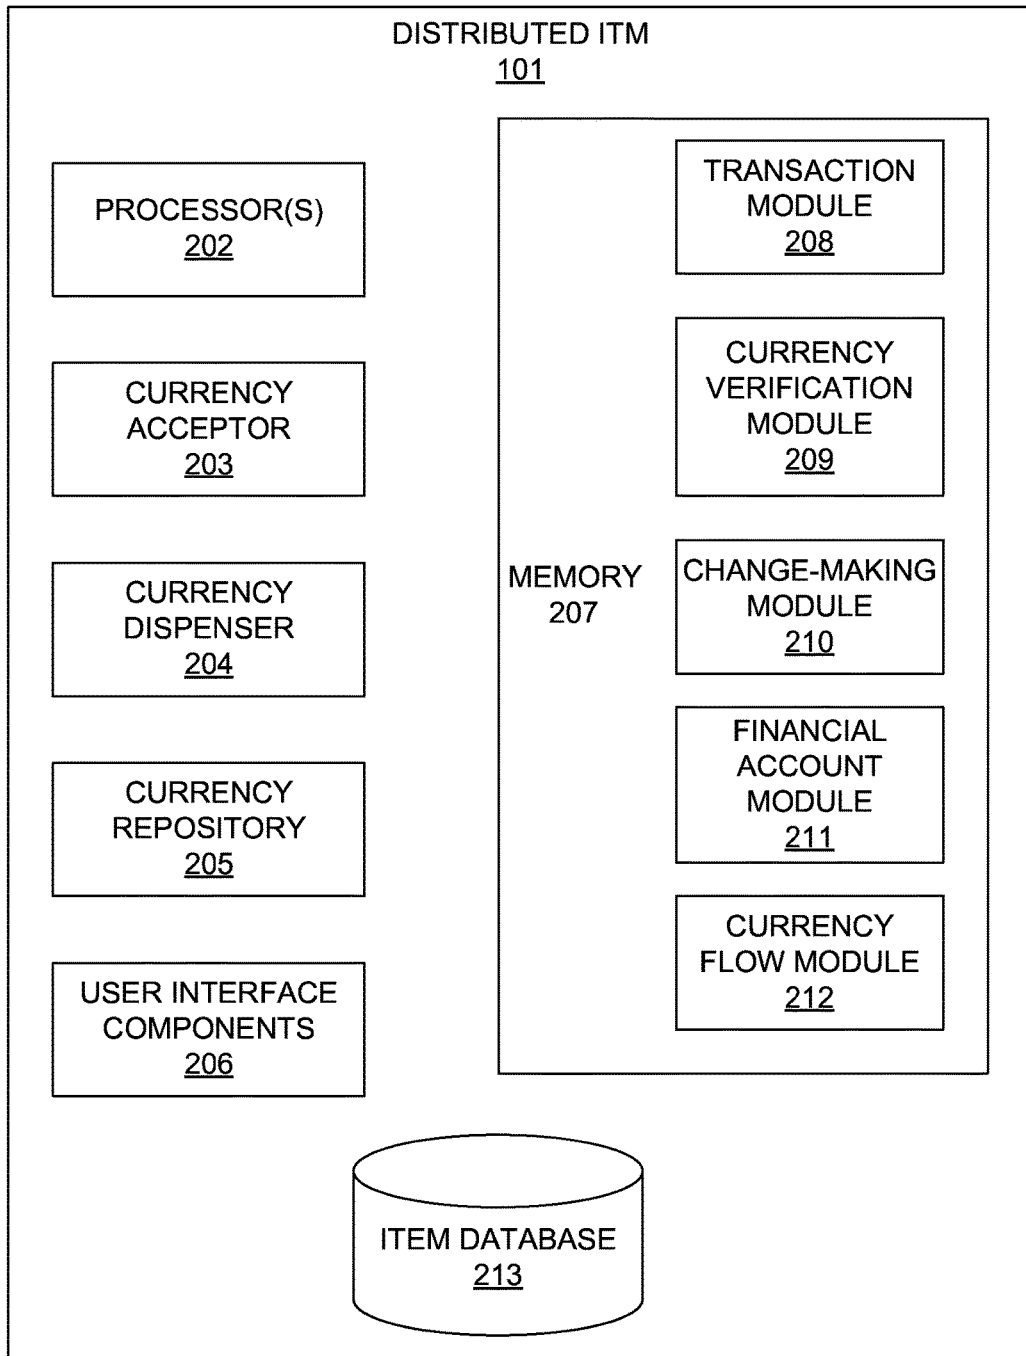 DISTRIBUTED ITM
101
PROCESSOR(S)
202
CURRENCY
ACCEPTOR
203
CURRENCY
DISPENSER
204
CURRENCY
REPOSITORY
205
USER INTERFACE
COMPONENTS
206
MEMORY
207
TRANSACTION
MODULE
208
CURRENCY
VERIFICATION
MODULE
209
CHANGE-MAKING
MODULE
210
FINANCIAL
ACCOUNT
MODULE
211
CURRENCY
FLOW MODULE
212
ITEM DATABASE
213